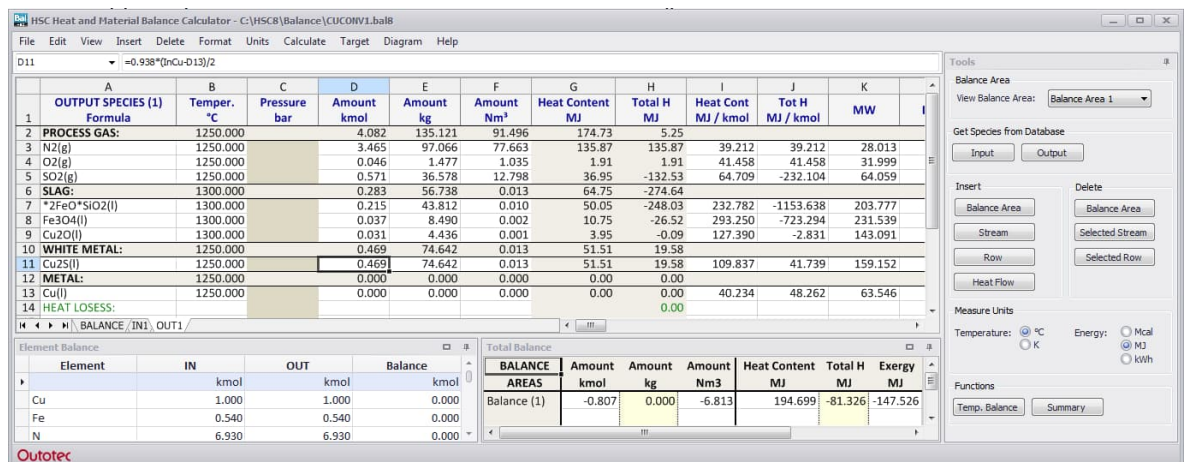 HSC Heat and Material Balance Calculator - C:\HSC8\Balance\CUCONV1.bal8
File Edit View Insert Delete Format Units Calculate Target Diagram Help
D11 =0.938*(InCu-D13)/2
A B C D E F G H I J K
OUTPUT SPECIES (1) Temper. Pressure Amount Amount Amount Heat Content Total H Heat Cont Tot H MW
1 Formula °C bar kmol kg Nm³ MJ MJ MJ / kmol MJ / kmol
2 PROCESS GAS: 1250.000 4.082 135.121 91.496 174.73 5.25
3 N2(g) 1250.000 3.465 97.066 77.663 135.87 135.87 39.212 39.212 28.013
4 O2(g) 1250.000 0.046 1.477 1.035 1.91 1.91 41.458 41.458 31.999
5 SO2(g) 1250.000 0.571 36.578 12.798 36.95 -132.53 64.709 -232.104 64.059
6 SLAG: 1300.000 0.283 56.738 0.013 64.75 -274.64
7 *2FeO*SiO2(l) 1300.000 0.215 43.812 0.010 50.05 -248.03 232.782 -1153.638 203.777
8 Fe3O4(l) 1300.000 0.037 8.490 0.002 10.75 -26.52 293.250 -723.294 231.539
9 Cu2O(l) 1300.000 0.031 4.436 0.001 3.95 -0.09 127.390 -2.831 143.091
10 WHITE METAL: 1250.000 0.469 74.642 0.013 51.51 19.58
11 Cu2S(l) 1250.000 0.469 74.642 0.013 51.51 19.58 109.837 41.739 159.152
12 METAL: 1250.000 0.000 0.000 0.000 0.00 0.00
13 Cu(l) 1250.000 0.000 0.000 0.000 0.00 0.00 40.234 48.262 63.546
14 HEAT LOSESS: 0.00
BALANCE IN1 OUT1
Element Balance
Element IN OUT Balance
kmol kmol kmol
Cu 1.000 1.000 0.000
Fe 0.540 0.540 0.000
N 6.930 6.930 0.000
Total Balance
BALANCE Amount Amount Amount Heat Content Total H Exergy
AREAS kmol kg Nm3 MJ MJ MJ
Balance (1) -0.807 0.000 -6.813 194.699 -81.326 -147.526
Tools
Balance Area
View Balance Area: Balance Area 1
Get Species from Database
Input Output
Insert Delete
Balance Area Balance Area
Stream Selected Stream
Row Selected Row
Heat Flow
Measure Units
Temperature: °C Energy: Mcal
K MJ
kWh
Functions
Temp. Balance Summary
Outotec